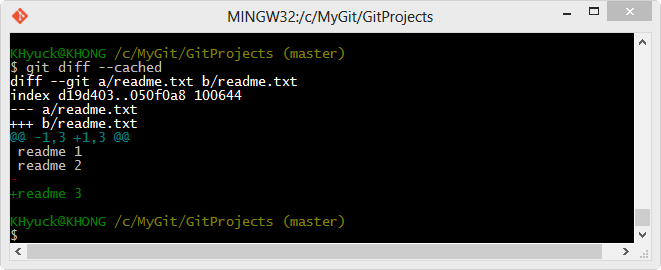 MINGW32:/c/MyGit/GitProjects
KHyuck@KHONG /c/MyGit/GitProjects (master)
$ git diff --cached
diff --git a/readme.txt b/readme.txt
index d19d403..050f0a8 100644
--- a/readme.txt
+++ b/readme.txt
@@ -1,3 +1,3 @@
 readme 1
 readme 2
-
+readme 3
KHyuck@KHONG /c/MyGit/GitProjects (master)
$